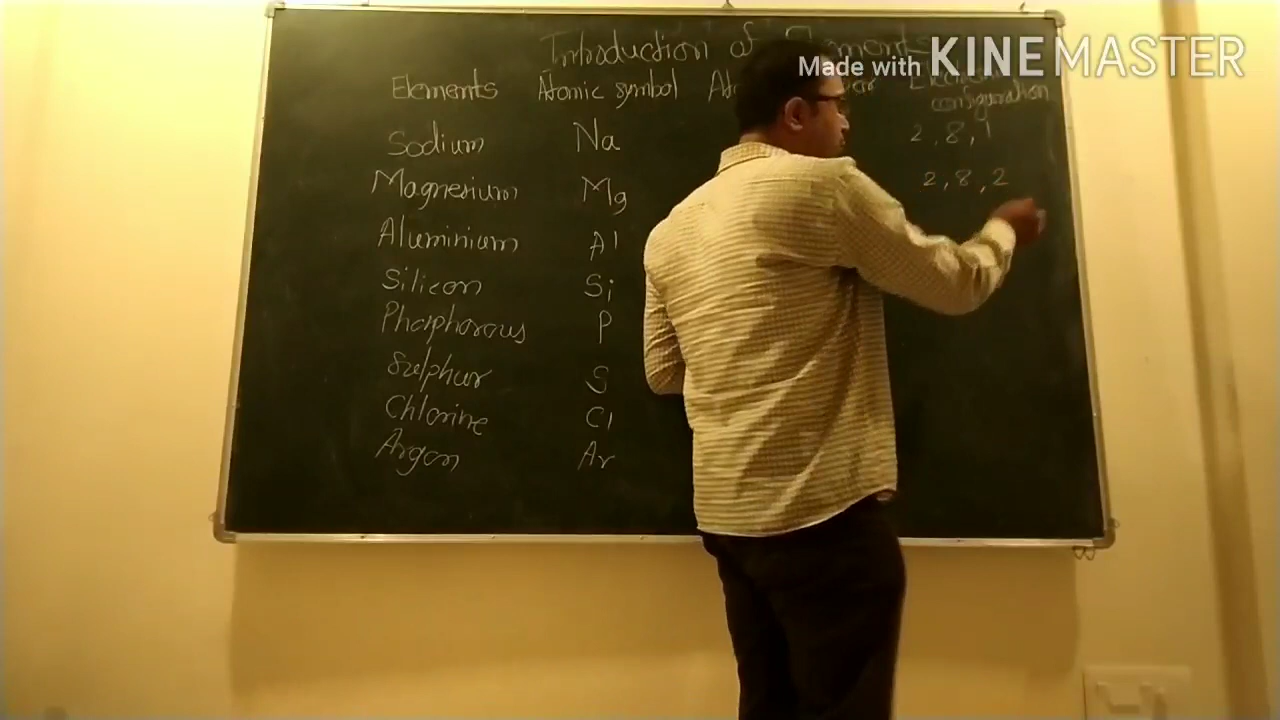 Introduction of Elements
Made with KINEMASTER
Elements Atomic symbol configuration
Sodium Na 2, 8, 1
Magnesium Mg 2, 8, 2
Aluminium Al
Silicon Si
Phosphorous P
Sulphur S
Chlorine Cl
Argon Ar